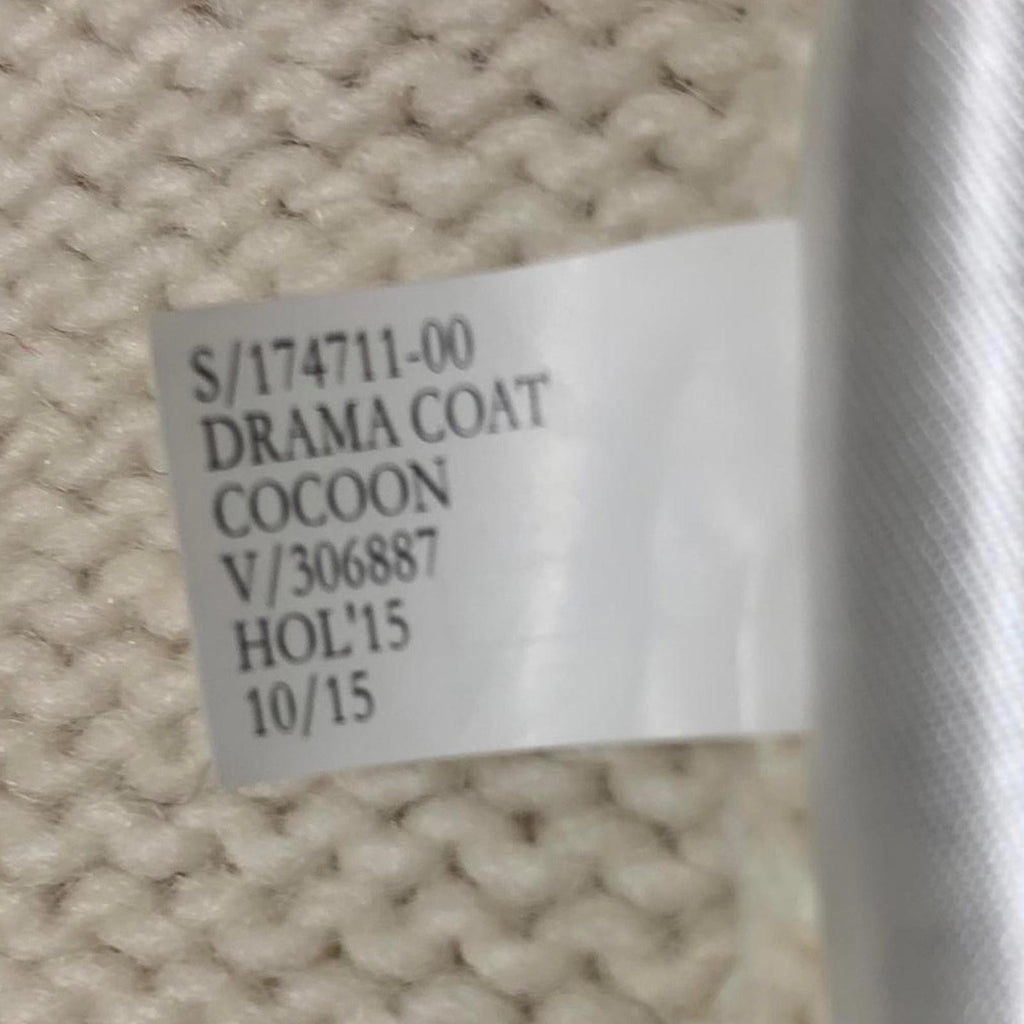 S/174711-00
DRAMA COAT
COCOON
V/306887
HOL'15
10/15